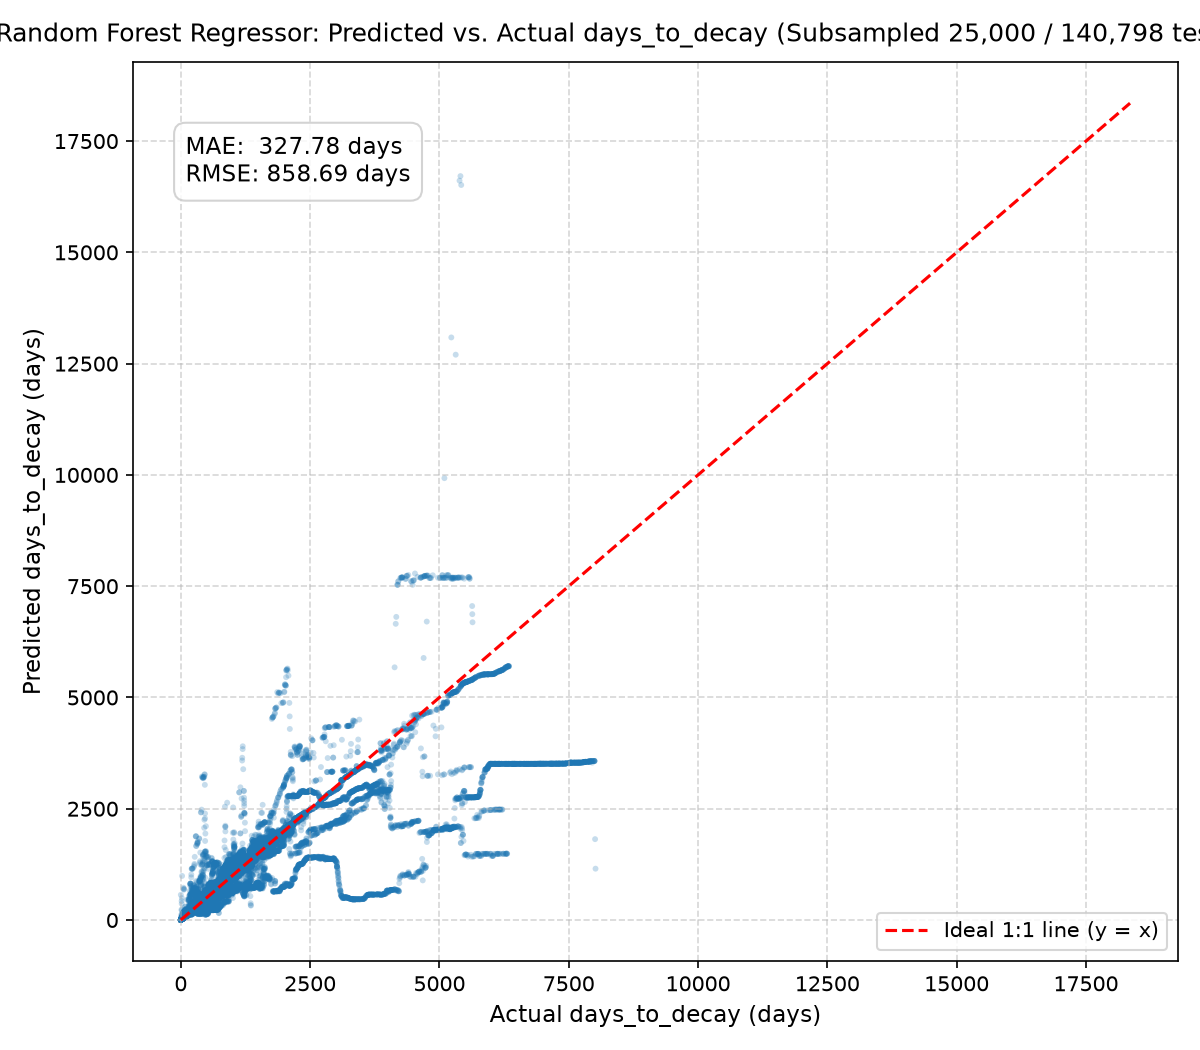 Random Forest Regressor: Predicted vs. Actual days_to_decay (Subsampled 25,000 / 140,798
MAE: 327.78 days
RMSE: 858.69 days
Predicted days_to_decay (days)
17500
15000
12500
10000
7500
5000
2500
0
Ideal 1:1 line (y = x)
0 2500 5000 7500 10000 12500 15000 17500
Actual days_to_decay (days)